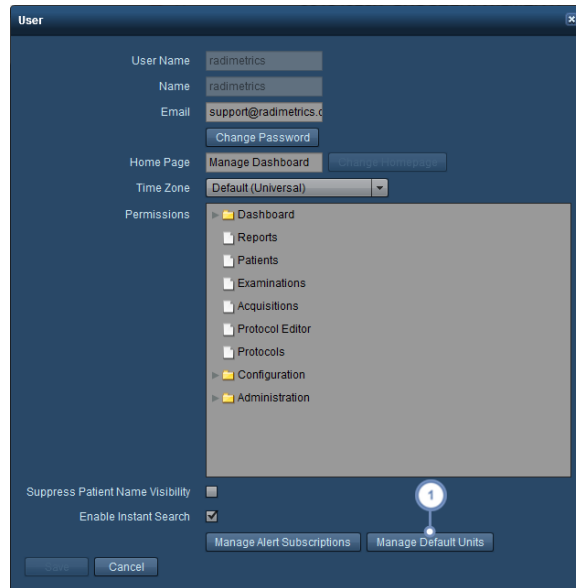 User
User Name radimetrics
Name radimetrics
Email support@radimetrics.c
Change Password
Home Page Manage Dashboard Change Homepage
Time Zone Default (Universal)
Permissions Dashboard
Reports
Patients
Examinations
Acquisitions
Protocol Editor
Protocols
Configuration
Administration
Suppress Patient Name Visibility
1
Enable Instant Search
Manage Alert Subscriptions Manage Default Units
Save Cancel